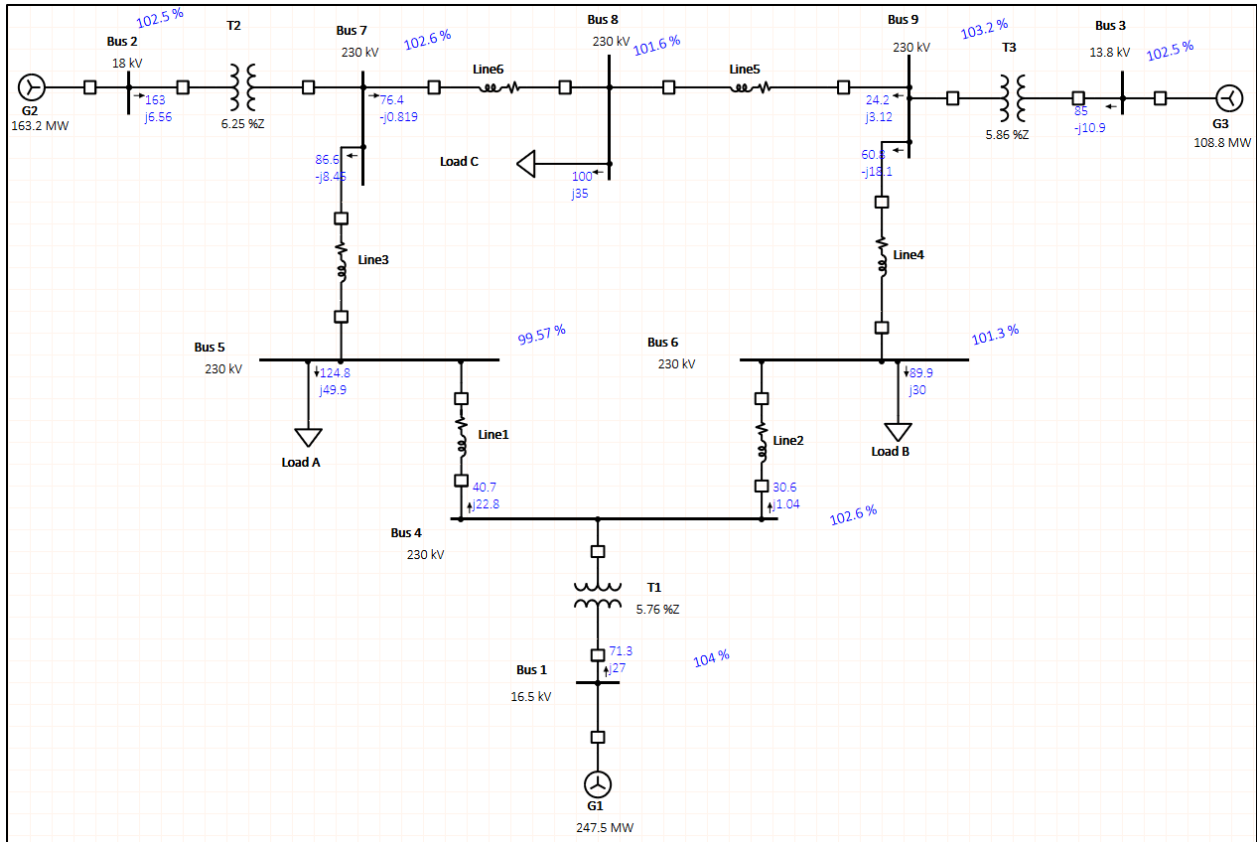 102.5 %
T2
Bus 2
Bus 7
Bus 8
Bus 9
103.2 %
T3
Bus 3
18 kV
230 kV
102.6 %
230 kV
101.6 %
230 kV
13.8 kV
102.5 %
Line6
Line5
G2
163.2 MW
163
j6.56
6.25 %Z
76.4
-j0.819
24.2
j3.12
5.86 %Z
85
-j10.9
G3
108.8 MW
86.6
-j8.45
Load C
100
j35
60.8
-j18.1
Line3
Line4
99.57 %
101.3 %
Bus 5
230 kV
Bus 6
230 kV
124.8
j49.9
89.9
j30
Line1
Line2
Load A
Load B
40.7
j22.8
30.6
j1.04
102.6 %
Bus 4
230 kV
T1
5.76 %Z
71.3
j27
104 %
Bus 1
16.5 kV
G1
247.5 MW